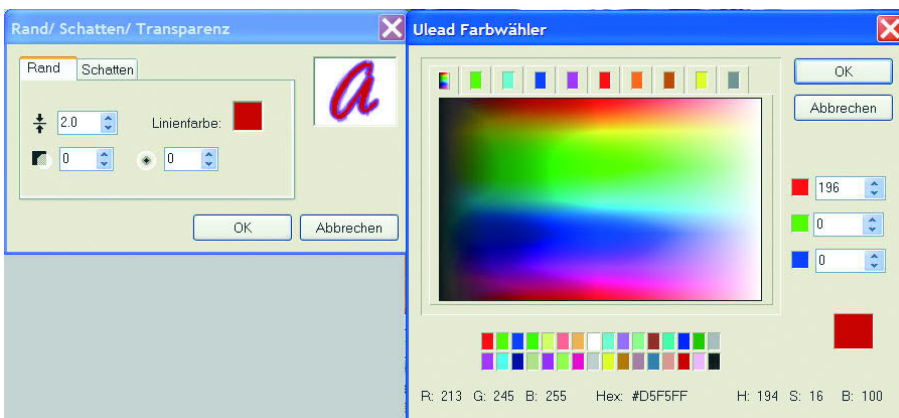 Rand/ Schatten/ Transparenz
Rand Schatten
2.0 Linienfarbe:
0 0
OK Abbrechen
a
Ulead Farbwähler
OK
Abbrechen
196
0
0
R: 213 G: 245 B: 255 Hex: #D5F5FF H: 194 S: 16 B: 100